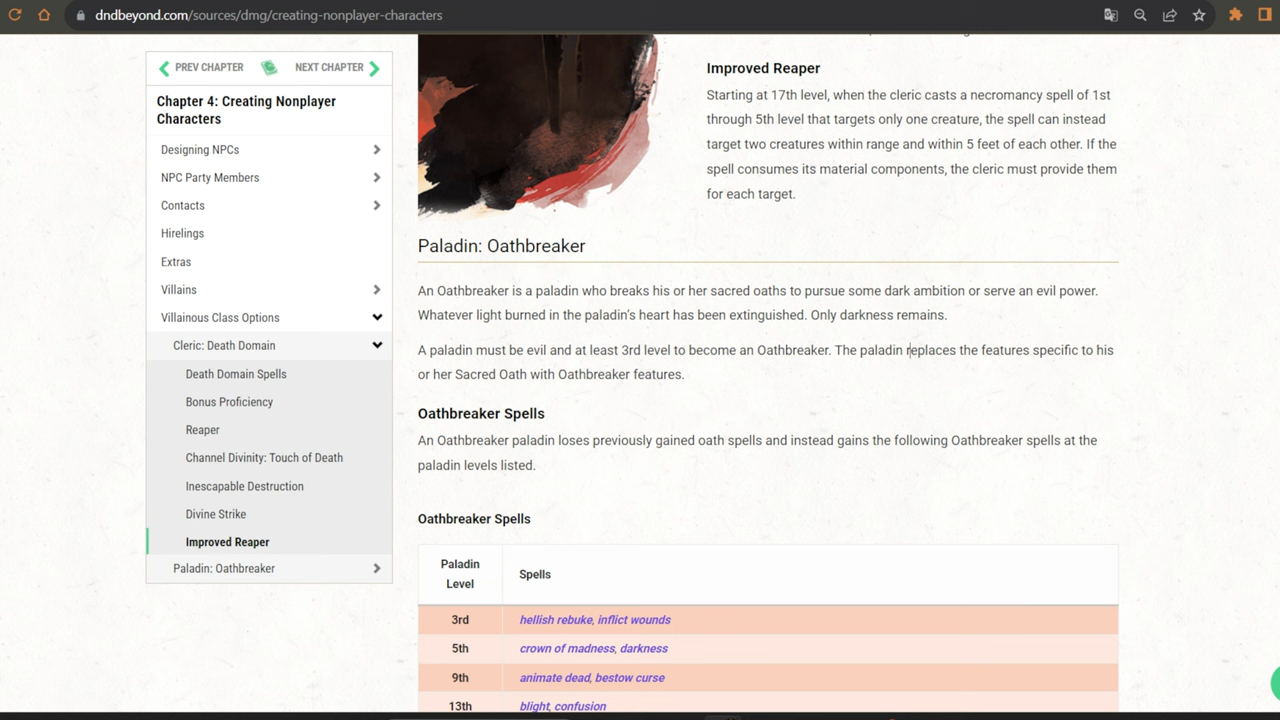 dndbeyond.com/sources/dmg/creating-nonplayer-characters
PREV CHAPTER
NEXT CHAPTER
Chapter 4: Creating Nonplayer
Characters
Designing NPCs
NPC Party Members
Contacts
Hirelings
Extras
Villains
Villainous Class Options
Cleric: Death Domain
Death Domain Spells
Bonus Proficiency
Reaper
Channel Divinity: Touch of Death
Inescapable Destruction
Divine Strike
Improved Reaper
Paladin: Oathbreaker
Improved Reaper
Starting at 17th level, when the cleric casts a necromancy spell of 1st
through 5th level that targets only one creature, the spell can instead
target two creatures within range and within 5 feet of each other. If the
spell consumes its material components, the cleric must provide them
for each target.
Paladin: Oathbreaker
An Oathbreaker is a paladin who breaks his or her sacred oaths to pursue some dark ambition or serve an evil power.
Whatever light burned in the paladin's heart has been extinguished. Only darkness remains.
A paladin must be evil and at least 3rd level to become an Oathbreaker. The paladin replaces the features specific to his
or her Sacred Oath with Oathbreaker features.
Oathbreaker Spells
An Oathbreaker paladin loses previously gained oath spells and instead gains the following Oathbreaker spells at the
paladin levels listed.
Oathbreaker Spells
Paladin
Level
Spells
3rd hellish rebuke, inflict wounds
5th crown of madness, darkness
9th animate dead, bestow curse
13th blight, confusion